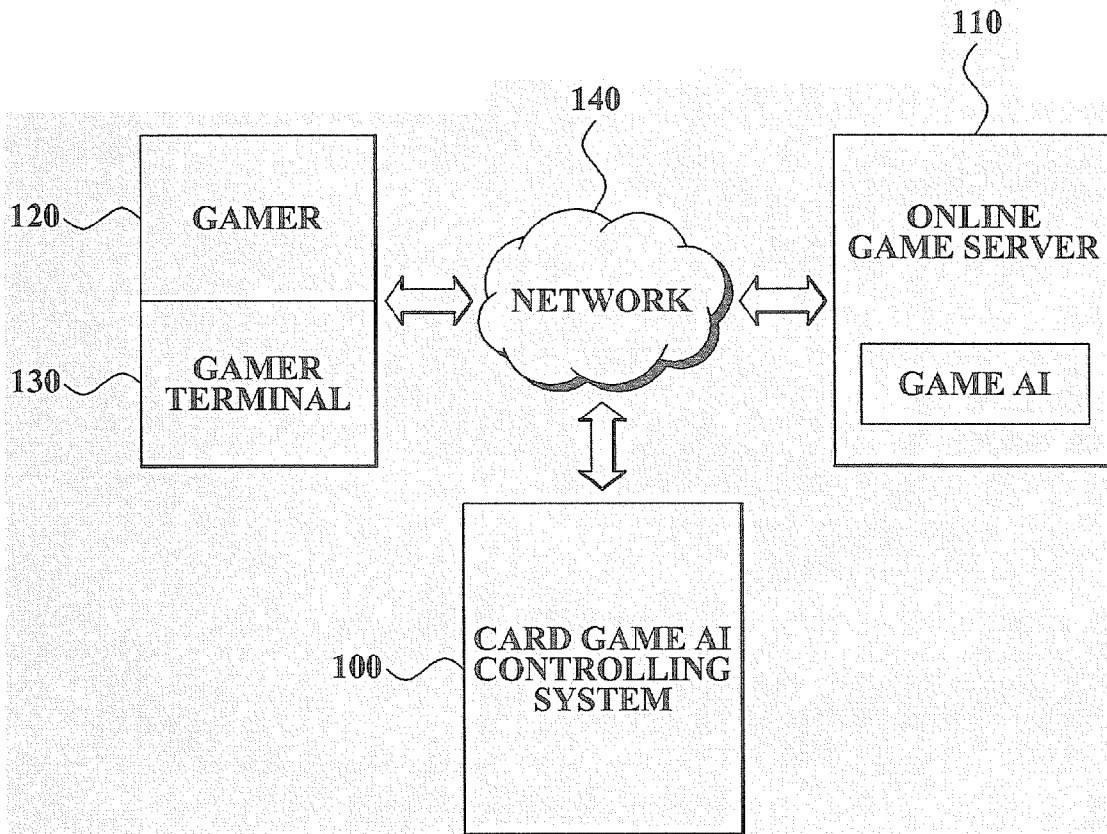 110
140
120
GAMER
ONLINE
GAME SERVER
NETWORK
130
GAMER
TERMINAL
GAME AI
100
CARD GAME AI
CONTROLLING
SYSTEM